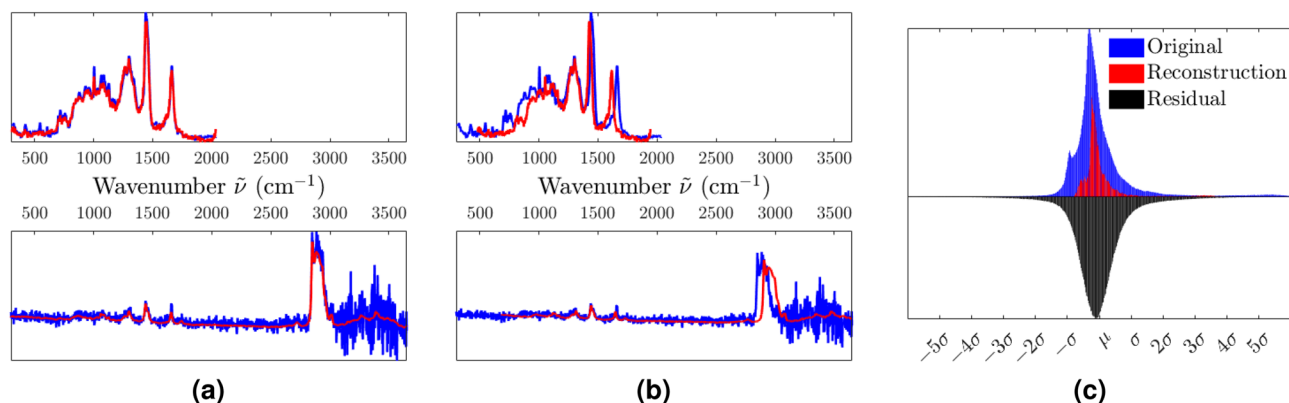 500 1000 1500 2000 2500 3000 3500
Wavenumber ν̃ (cm⁻¹)
500 1000 1500 2000 2500 3000 3500
(a)
500 1000 1500 2000 2500 3000 3500
Wavenumber ν̃ (cm⁻¹)
500 1000 1500 2000 2500 3000 3500
(b)
Original
Reconstruction
Residual
−5σ −4σ −3σ −2σ −σ μ σ 2σ 3σ 4σ 5σ
(c)